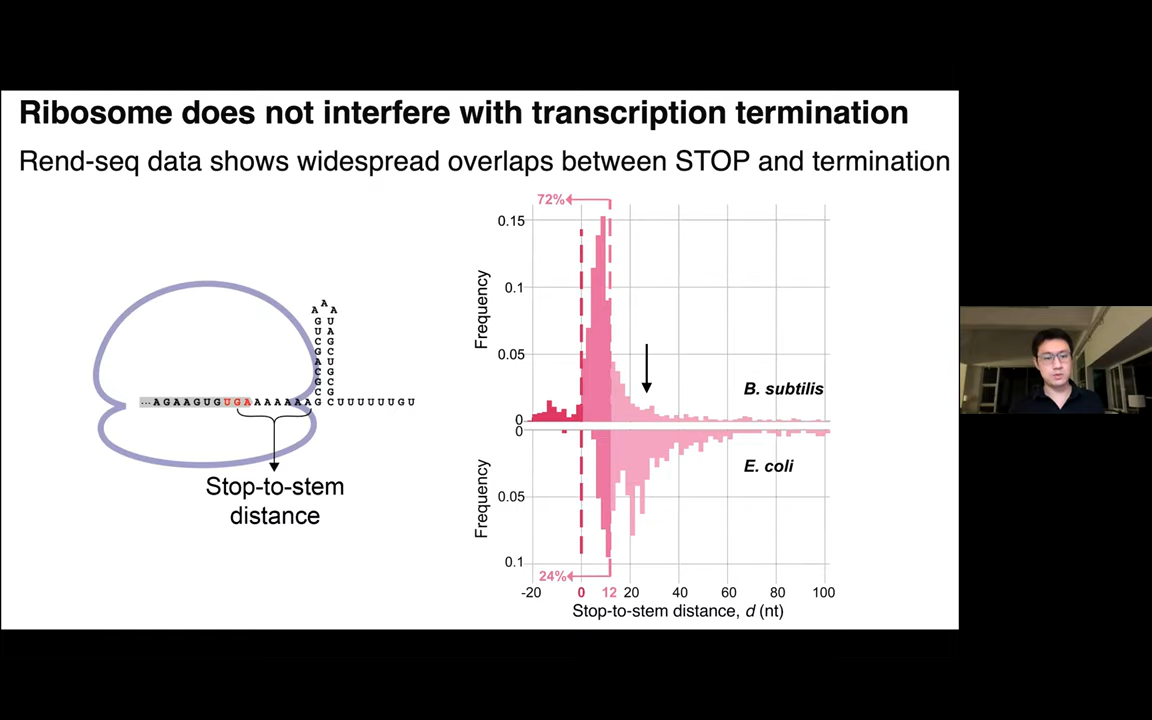 Ribosome does not interfere with transcription termination
Rend-seq data shows widespread overlaps between STOP and termination
A A A
G U
U A
C G
G C
A U
C G
G C
C G
...AGAAGUGUGAAAAAAAGCUUUUUUGU
Stop-to-stem
distance
72%
0.15
0.1
0.05
0
Frequency
B. subtilis
0
0.05
0.1
Frequency
E. coli
24%
-20 0 12 20 40 60 80 100
Stop-to-stem distance, d (nt)